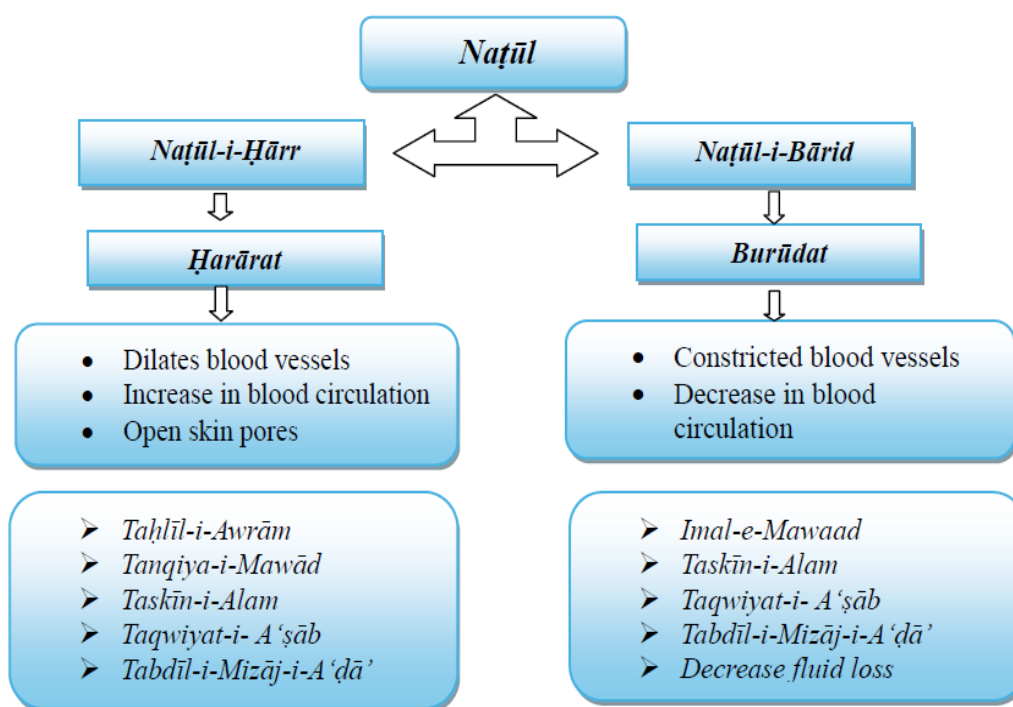 Naṭūl
Naṭūl-i-Ḥārr
Naṭūl-i-Bārid
Ḥarārat
Burūdat
• Dilates blood vessels
• Increase in blood circulation
• Open skin pores
• Constricted blood vessels
• Decrease in blood
circulation
➢ Taḥlīl-i-Awrām
➢ Tanqiya-i-Mawād
➢ Taskīn-i-Alam
➢ Taqwiyat-i- A‘ṣāb
➢ Tabdīl-i-Mizāj-i-A‘ḍā’
➢ Imal-e-Mawaad
➢ Taskīn-i-Alam
➢ Taqwiyat-i- A‘ṣāb
➢ Tabdīl-i-Mizāj-i-A‘ḍā’
➢ Decrease fluid loss